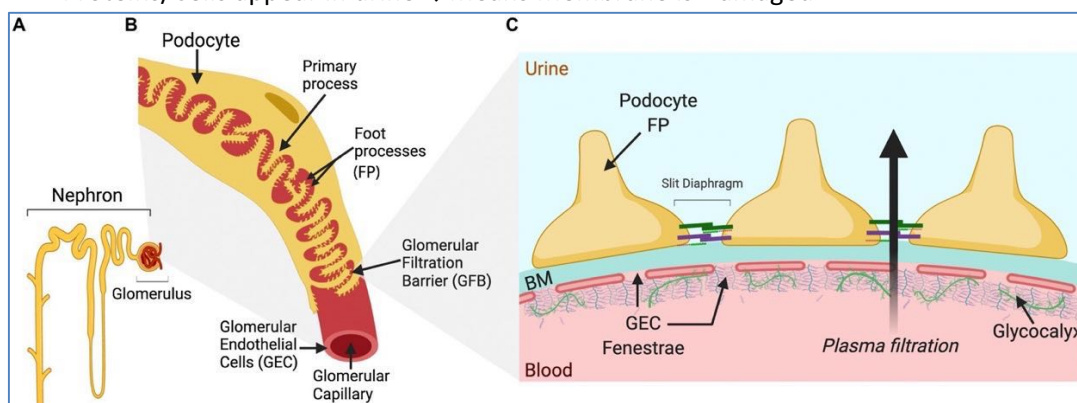 A
B
C
Podocyte
Primary
process
Foot
processes
(FP)
Nephron
Glomerulus
Glomerular
Filtration
Barrier (GFB)
Glomerular
Endothelial
Cells (GEC)
Glomerular
Capillary
Urine
Podocyte
FP
Slit Diaphragm
BM
GEC
Fenestrae
Plasma filtration
Glycocalyx
Blood